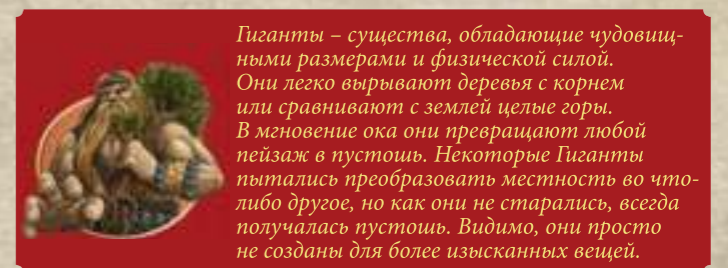 Гиганты – существа, обладающие чудовищ-
ными размерами и физической силой.
Они легко вырывают деревья с корнем
или сравнивают с землей целые горы.
В мгновение ока они превращают любой
пейзаж в пустошь. Некоторые Гиганты
пытались преобразовать местность во что-
либо другое, но как они не старались, всегда
получалась пустошь. Видимо, они просто
не созданы для более изысканных вещей.